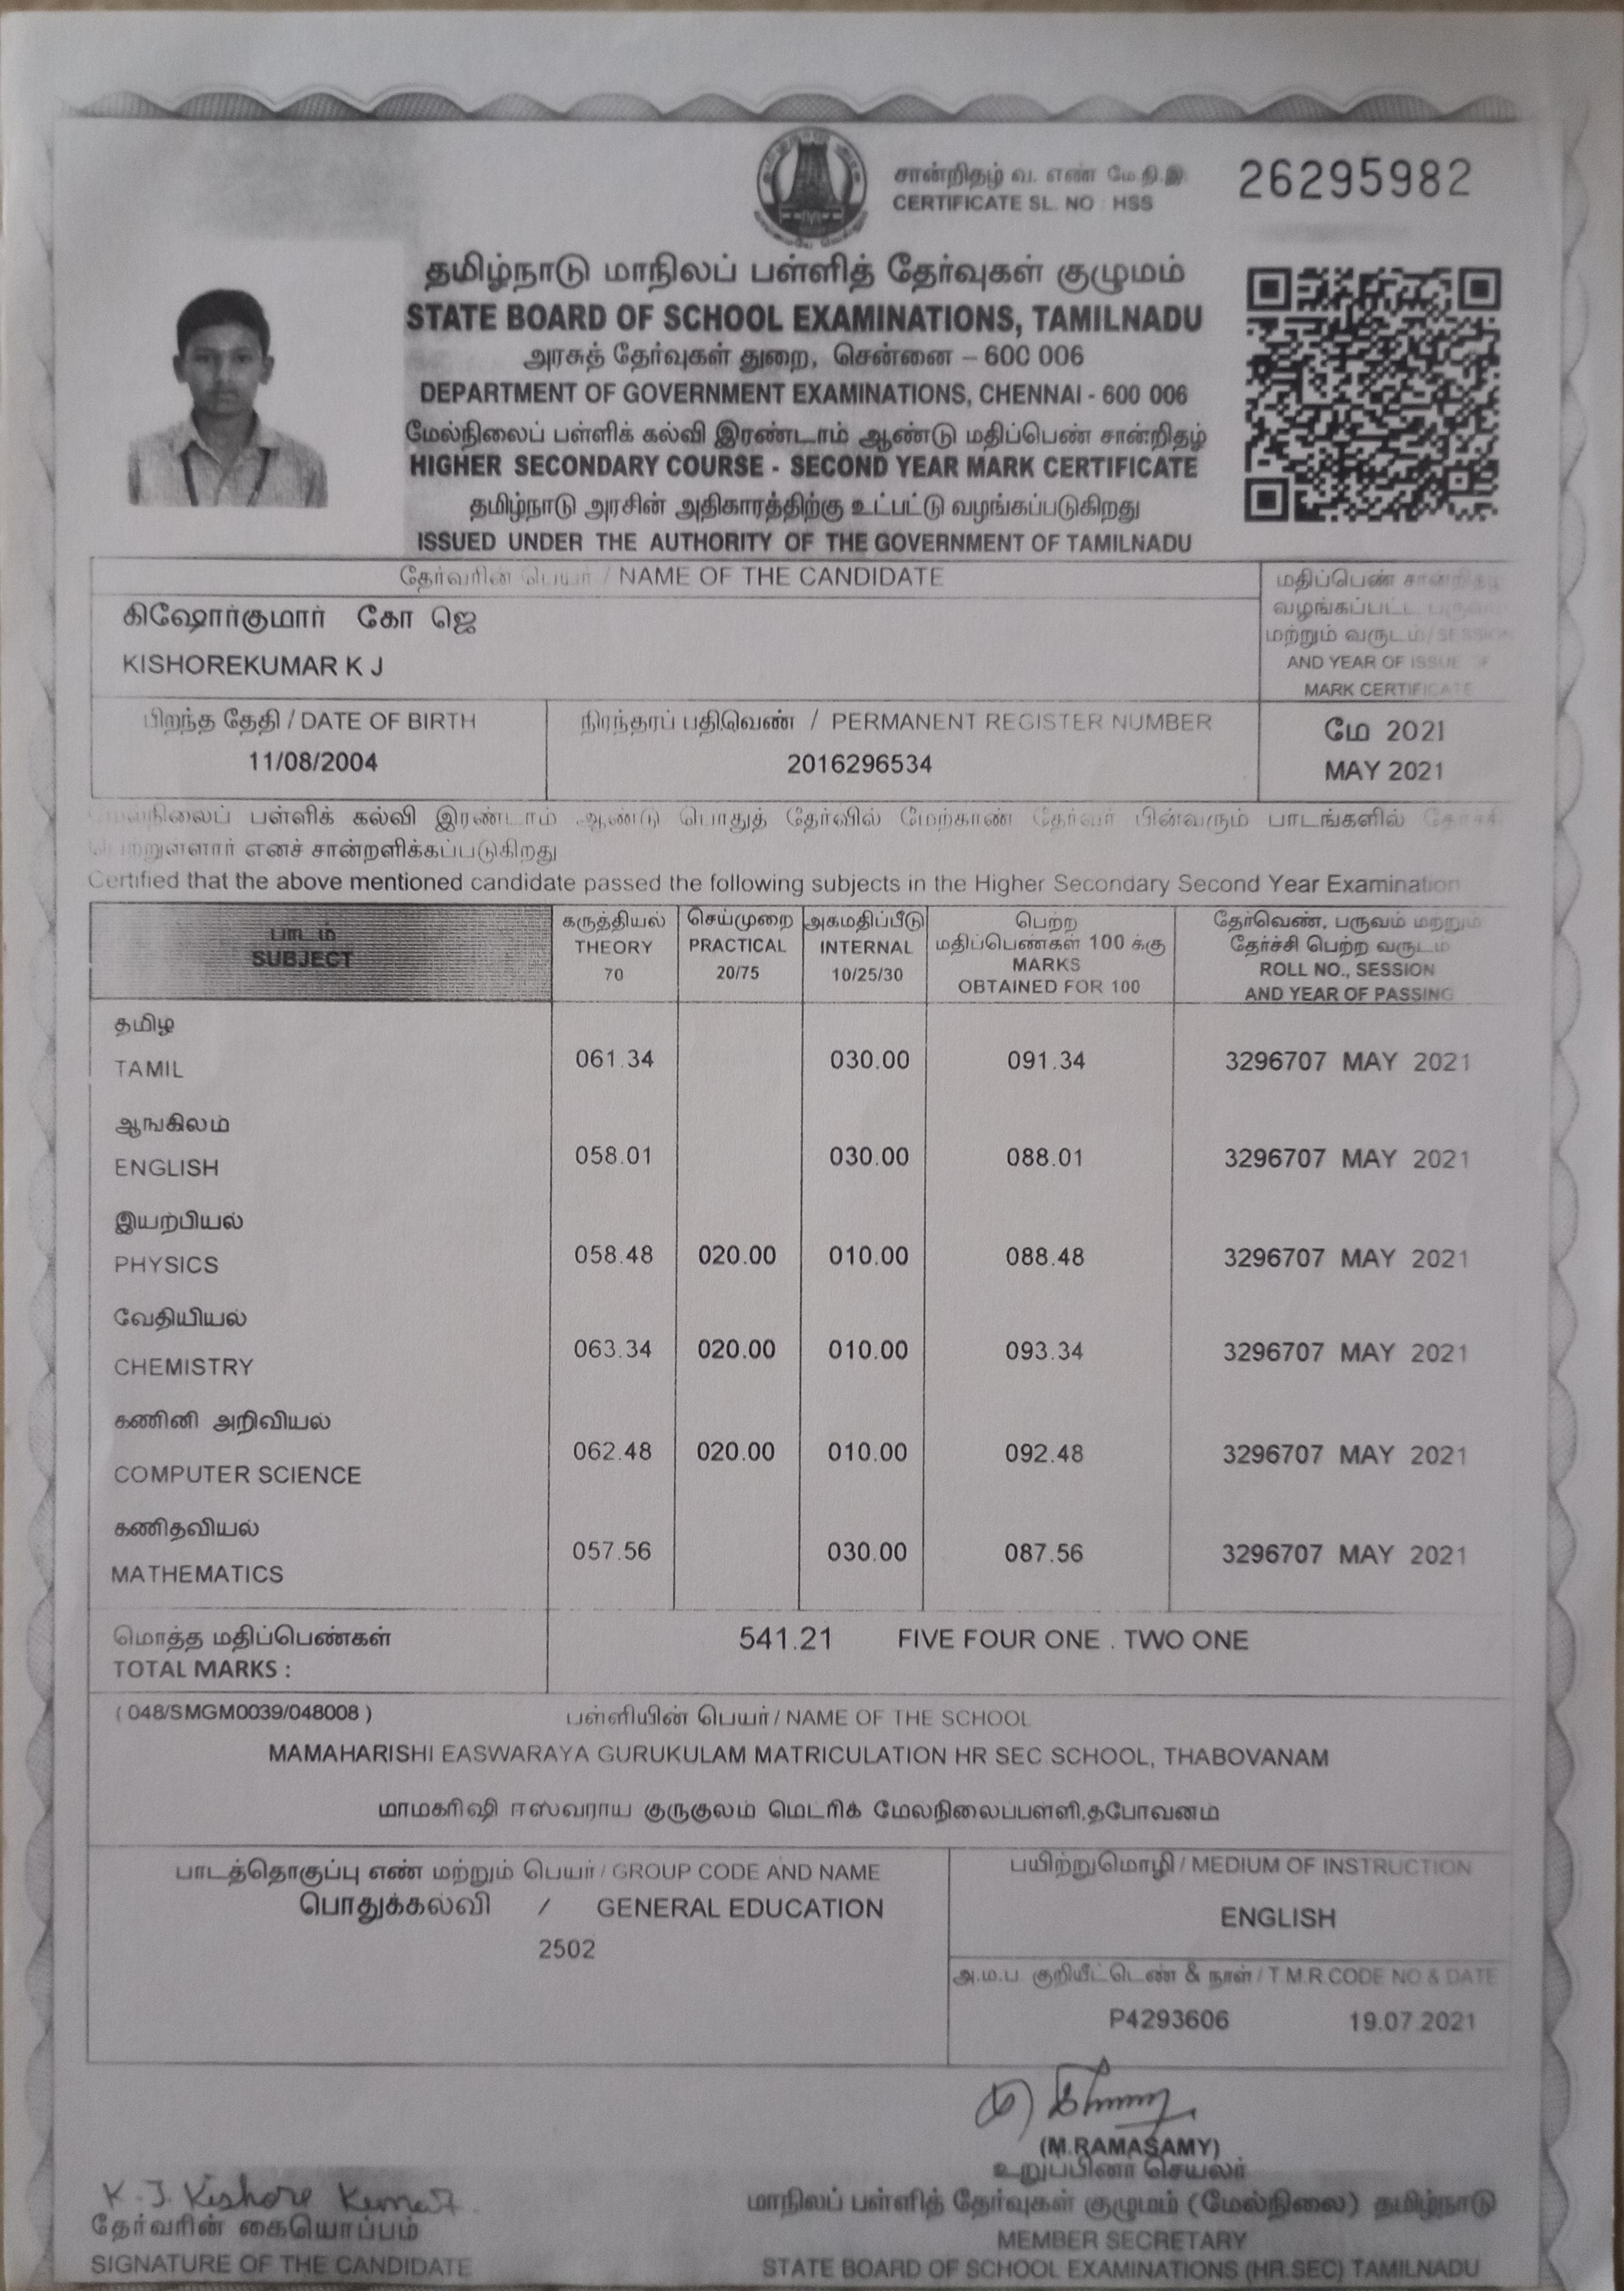 சான்றிதழ் வ. எண் மே.நி.இ.
CERTIFICATE SL. NO : HSS
26295982
தமிழ்நாடு மாநிலப் பள்ளித் தேர்வுகள் குழுமம்
STATE BOARD OF SCHOOL EXAMINATIONS, TAMILNADU
அரசுத் தேர்வுகள் துறை, சென்னை – 600 006
DEPARTMENT OF GOVERNMENT EXAMINATIONS, CHENNAI - 600 006
மேல்நிலைப் பள்ளிக் கல்வி இரண்டாம் ஆண்டு மதிப்பெண் சான்றிதழ்
HIGHER SECONDARY COURSE - SECOND YEAR MARK CERTIFICATE
தமிழ்நாடு அரசின் அதிகாரத்திற்கு உட்பட்டு வழங்கப்படுகிறது
ISSUED UNDER THE AUTHORITY OF THE GOVERNMENT OF TAMILNADU
தேர்வரின் பெயர் / NAME OF THE CANDIDATE
கிஷோர்குமார் கோ ஜெ
KISHOREKUMAR K J
மதிப்பெண் சான்றிதழ்
வழங்கப்பட்ட பருவம்
மற்றும் வருடம் / SESSION
AND YEAR OF ISSUE OF
MARK CERTIFICATE
மே 2021
MAY 2021
பிறந்த தேதி / DATE OF BIRTH
11/08/2004
நிரந்தரப் பதிவெண் / PERMANENT REGISTER NUMBER
2016296534
மேல்நிலைப் பள்ளிக் கல்வி இரண்டாம் ஆண்டு பொதுத் தேர்வில் மேற்காண் தேர்வர் பின்வரும் பாடங்களில் தேர்ச்சி
பெற்றுள்ளார் எனச் சான்றளிக்கப்படுகிறது
Certified that the above mentioned candidate passed the following subjects in the Higher Secondary Second Year Examination
பாடம் SUBJECT
கருத்தியல் THEORY 70
செய்முறை PRACTICAL 20/75
அகமதிப்பீடு INTERNAL 10/25/30
பெற்ற மதிப்பெண்கள் 100 க்கு MARKS OBTAINED FOR 100
தேர்வெண், பருவம் மற்றும் தேர்ச்சி பெற்ற வருடம் ROLL NO., SESSION AND YEAR OF PASSING
தமிழ்
TAMIL 061.34 030.00 091.34 3296707 MAY 2021
ஆங்கிலம்
ENGLISH 058.01 030.00 088.01 3296707 MAY 2021
இயற்பியல்
PHYSICS 058.48 020.00 010.00 088.48 3296707 MAY 2021
வேதியியல்
CHEMISTRY 063.34 020.00 010.00 093.34 3296707 MAY 2021
கணினி அறிவியல்
COMPUTER SCIENCE 062.48 020.00 010.00 092.48 3296707 MAY 2021
கணிதவியல்
MATHEMATICS 057.56 030.00 087.56 3296707 MAY 2021
மொத்த மதிப்பெண்கள்
TOTAL MARKS : 541.21 FIVE FOUR ONE . TWO ONE
( 048/SMGM0039/048008 ) பள்ளியின் பெயர் / NAME OF THE SCHOOL
MAMAHARISHI EASWARAYA GURUKULAM MATRICULATION HR SEC SCHOOL, THABOVANAM
மாமகரிஷி ஈஸ்வராய குருகுலம் மெட்ரிக் மேலநிலைப்பள்ளி,தபோவனம்
பாடத்தொகுப்பு எண் மற்றும் பெயர் / GROUP CODE AND NAME
பொதுக்கல்வி / GENERAL EDUCATION
2502
பயிற்றுமொழி / MEDIUM OF INSTRUCTION
ENGLISH
அ.ம.ப. குறியீட்டெண் & நாள் / T.M.R.CODE NO & DATE
P4293606 19.07.2021
(M.RAMASAMY)
உறுப்பினர் செயலர்
மாநிலப் பள்ளித் தேர்வுகள் குழுமம் (மேல்நிலை) தமிழ்நாடு
MEMBER SECRETARY
STATE BOARD OF SCHOOL EXAMINATIONS (HR.SEC) TAMILNADU
K. J. Kishore Kumar
தேர்வரின் கையொப்பம்
SIGNATURE OF THE CANDIDATE